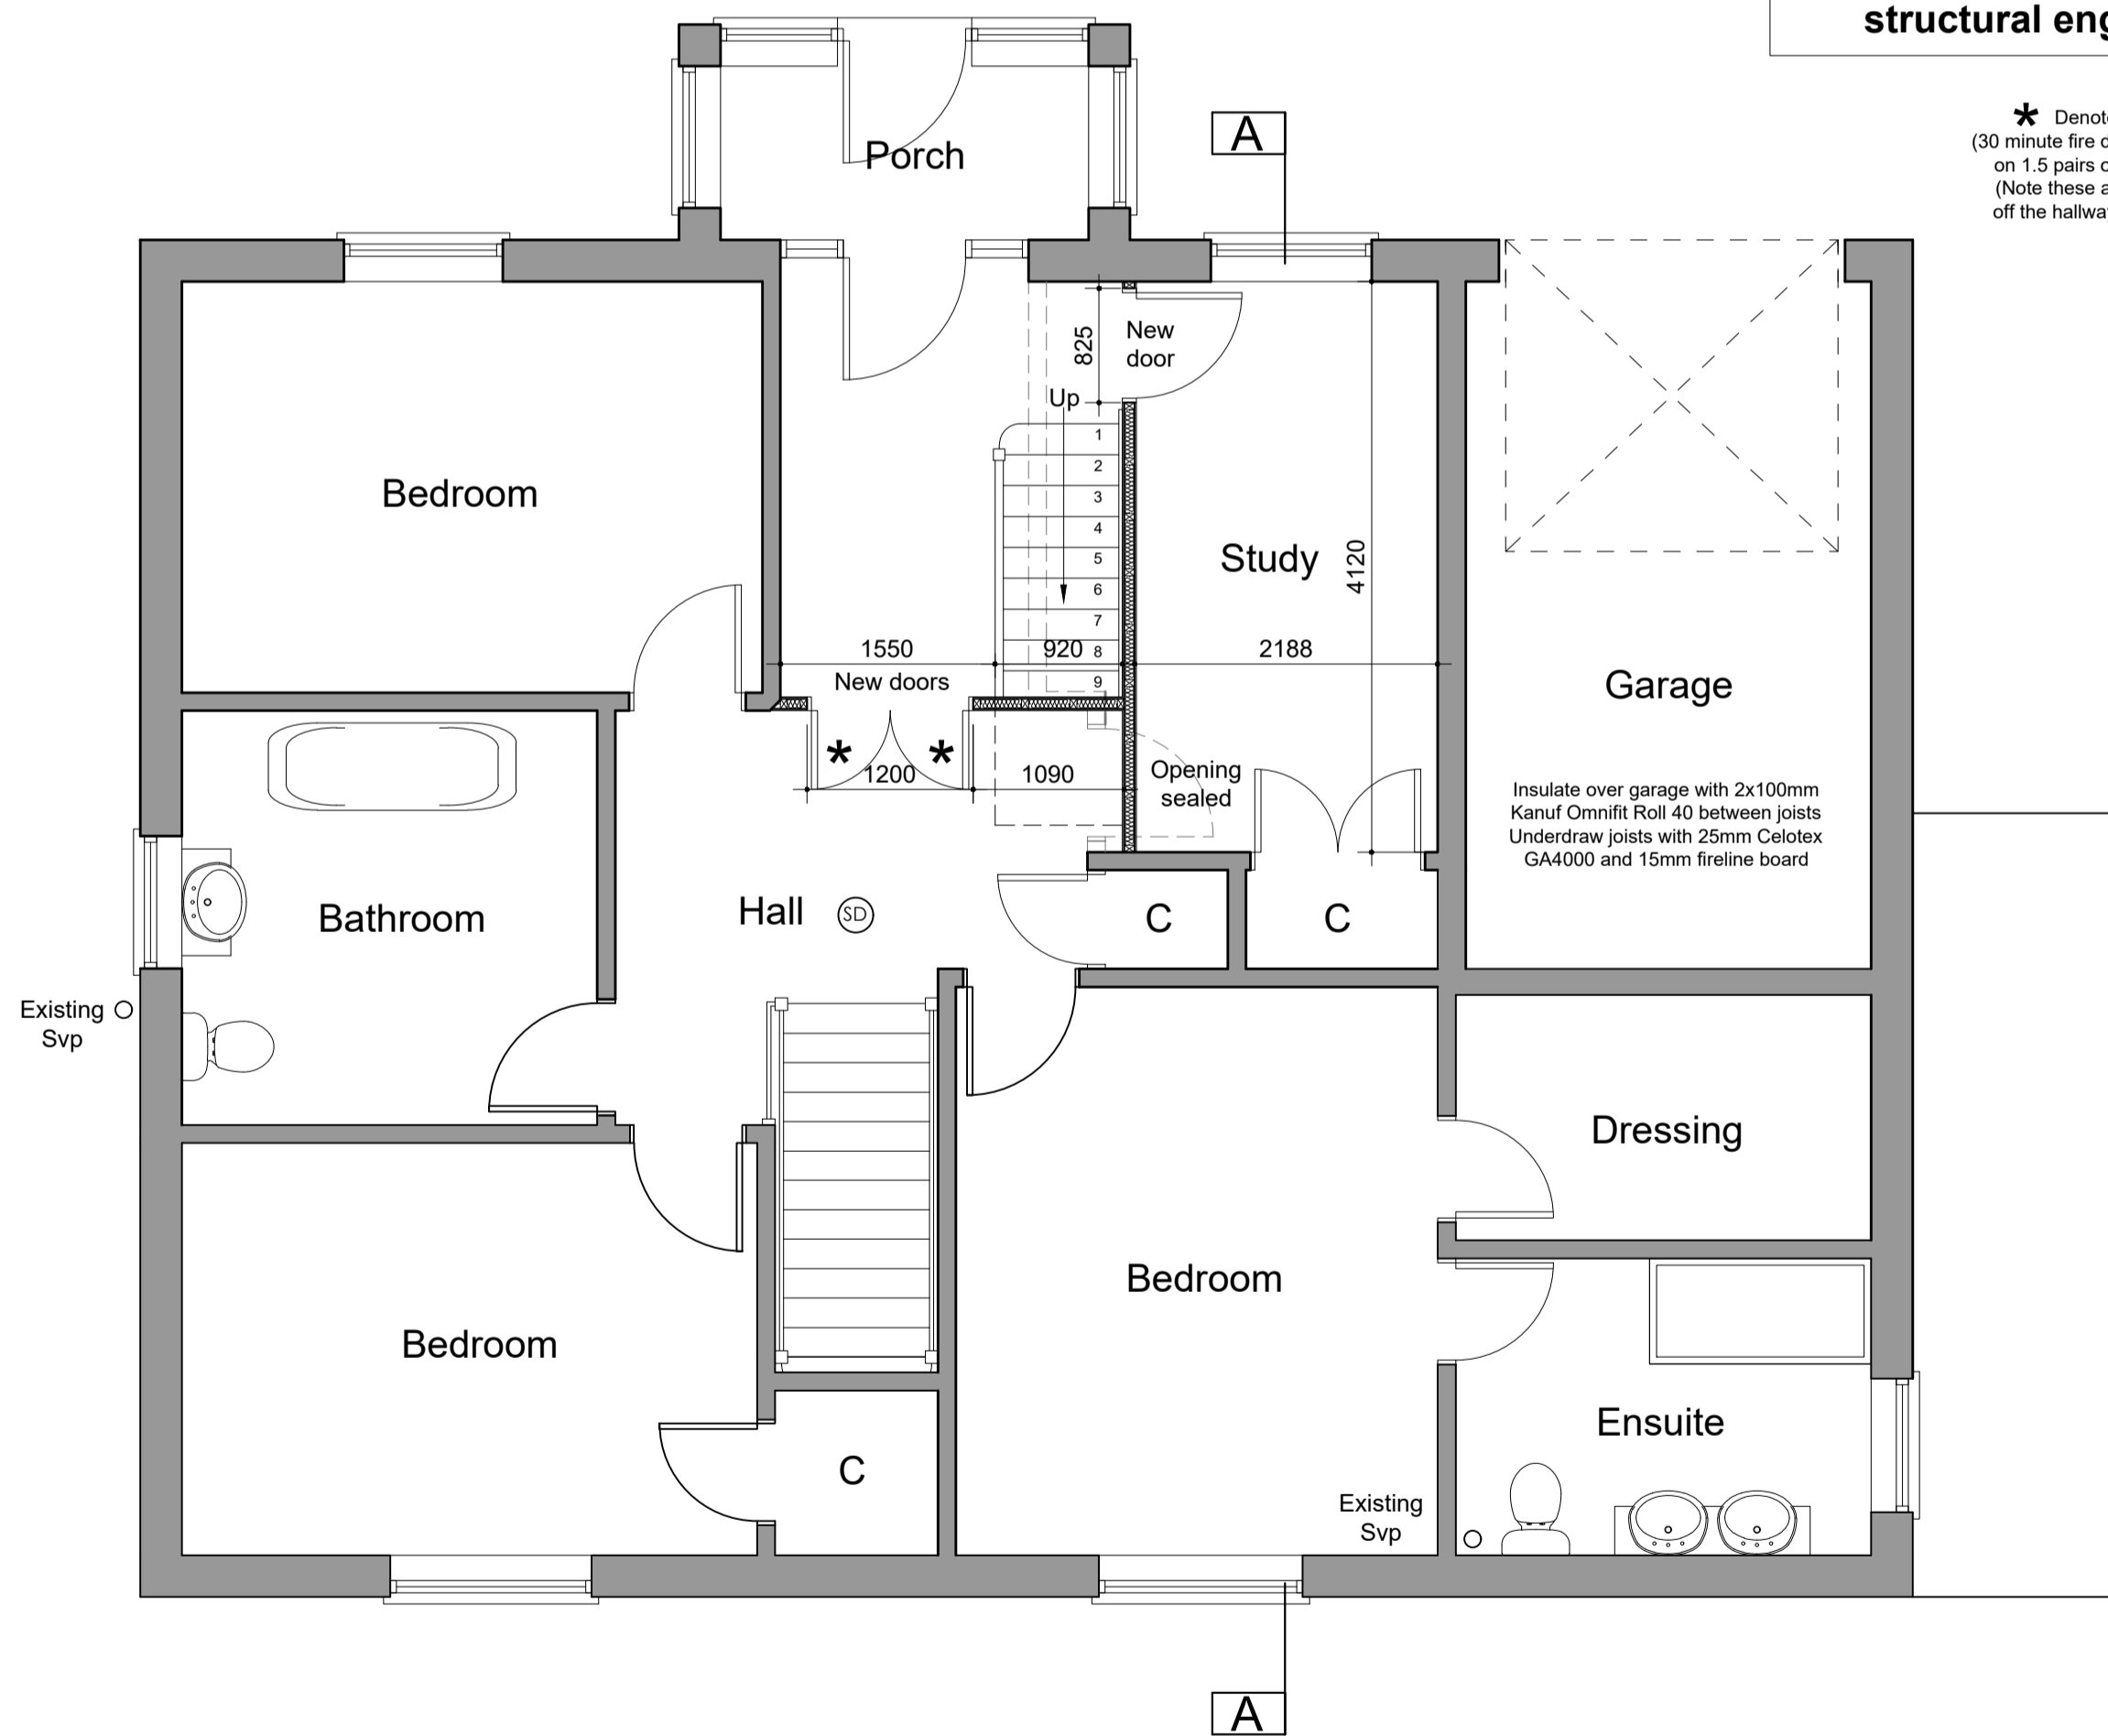 structural
Denote
(30 minute fire
on 1.5 pairs
(Note these
off the
A
Porch
New
door
825
Up
1
2
3
4
5
6
7
8
9
Bedroom
Study
4120
1550
920
2188
New doors
Garage
*
*
1200
1090
Opening
sealed
Insulate over garage with 2x100mm
Kanuf Omnifit Roll 40 between joists
Underdraw joists with 25mm Celotex
GA4000 and 15mm fireline board
Bathroom
Hall
SD
C
C
Existing
Svp
Dressing
Bedroom
Bedroom
Ensuite
C
Existing
Svp
A